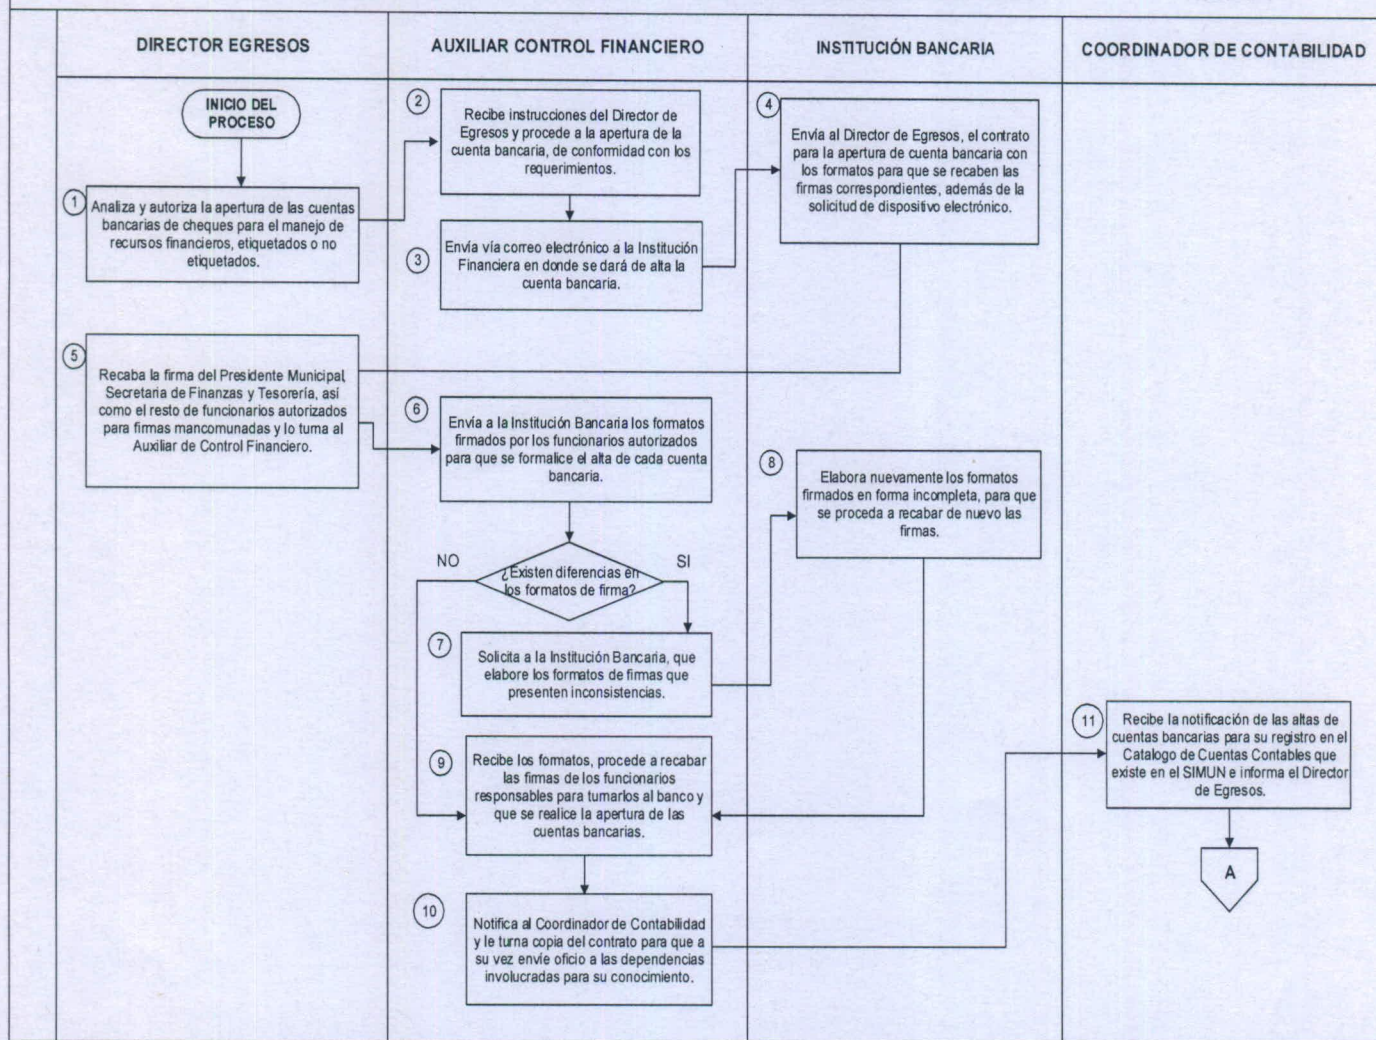 DIRECTOR EGRESOS
AUXILIAR CONTROL FINANCIERO
INSTITUCIÓN BANCARIA
COORDINADOR DE CONTABILIDAD
INICIO DEL
PROCESO
1
Analiza y autoriza la apertura de las cuentas
bancarias de cheques para el manejo de
recursos financieros, etiquetados o no
etiquetados.
2
Recibe instrucciones del Director de
Egresos y procede a la apertura de la
cuenta bancaria, de conformidad con los
requerimientos.
3
Envía vía correo electrónico a la Institución
Financiera en donde se dará de alta la
cuenta bancaria.
4
Envía al Director de Egresos, el contrato
para la apertura de cuenta bancaria con
los formatos para que se recaben las
firmas correspondientes, además de la
solicitud de dispositivo electrónico.
5
Recaba la firma del Presidente Municipal,
Secretaria de Finanzas y Tesorería, así
como el resto de funcionarios autorizados
para firmas mancomunadas y lo turna al
Auxiliar de Control Financiero.
6
Envía a la Institución Bancaria los formatos
firmados por los funcionarios autorizados
para que se formalice el alta de cada cuenta
bancaria.
NO
¿Existen diferencias en
los formatos de firma?
SI
7
Solicita a la Institución Bancaria, que
elabore los formatos de firmas que
presenten inconsistencias.
8
Elabora nuevamente los formatos
firmados en forma incompleta, para que
se proceda a recabar de nuevo las
firmas.
9
Recibe los formatos, procede a recabar
las firmas de los funcionarios
responsables para turnarlos al banco y
que se realice la apertura de las
cuentas bancarias.
10
Notifica al Coordinador de Contabilidad
y le turna copia del contrato para que a
su vez envíe oficio a las dependencias
involucradas para su conocimiento.
11
Recibe la notificación de las altas de
cuentas bancarias para su registro en el
Catalogo de Cuentas Contables que
existe en el SIMUN e informa el Director
de Egresos.
A